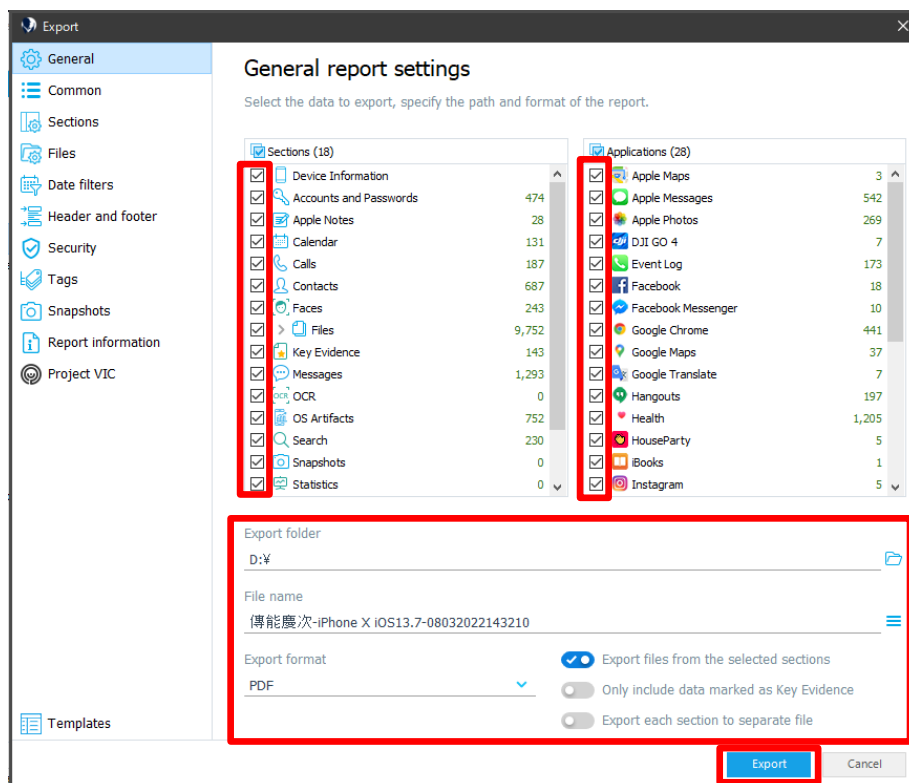 Export
General
Common
Sections
Files
Date filters
Header and footer
Security
Tags
Snapshots
Report information
Project VIC
Templates
General report settings
Select the data to export, specify the path and format of the report.
Sections (18)
Device Information
Accounts and Passwords 474
Apple Notes 28
Calendar 131
Calls 187
Contacts 687
Faces 243
Files 9,752
Key Evidence 143
Messages 1,293
OCR OCR 0
OS Artifacts 752
Search 230
Snapshots 0
Statistics 0
Applications (28)
Apple Maps 3
Apple Messages 542
Apple Photos 269
dji DJI GO 4 7
Event Log 173
Facebook 18
Facebook Messenger 10
Google Chrome 441
Google Maps 37
Google Translate 7
Hangouts 197
Health 1,205
HouseParty 5
iBooks 1
Instagram 5
Export folder
D:¥
File name
傳能慶次-iPhone X iOS13.7-08032022143210
Export format
PDF
Export files from the selected sections
Only include data marked as Key Evidence
Export each section to separate file
Export Cancel